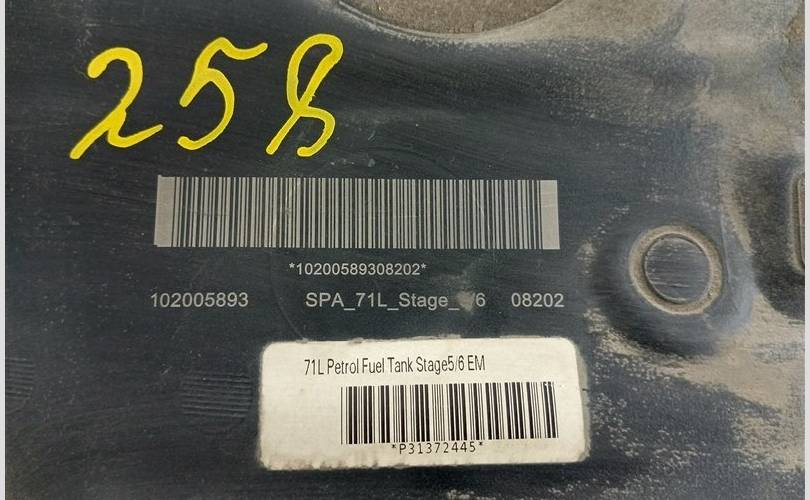 258
*10200589308202*
102005893 SPA_71L_Stage_ /6 08202
71L Petrol Fuel Tank Stage5/6 EM
*P31372445*